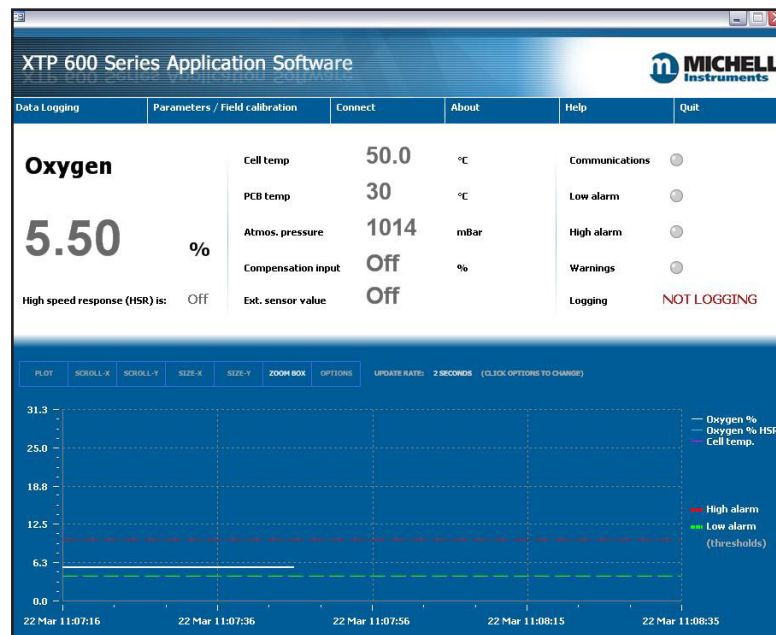 XTP 600 Series Application Software
MICHELL
Instruments
Data Logging Parameters / Field calibration Connect About Help Quit
Oxygen
5.50 %
High speed response (HSR) is: Off
Cell temp 50.0 °C
PCB temp 30 °C
Atmos. pressure 1014 mBar
Compensation input Off %
Ext. sensor value Off
Communications
Low alarm
High alarm
Warnings
Logging NOT LOGGING
PLOT SCROLL-X SCROLL-Y SIZE-X SIZE-Y ZOOM BOX OPTIONS UPDATE RATE: 2 SECONDS (CLICK OPTIONS TO CHANGE)
31.3
25.0
18.8
12.5
6.3
0.0
22 Mar 11:07:16 22 Mar 11:07:36 22 Mar 11:07:56 22 Mar 11:08:15 22 Mar 11:08:35
Oxygen %
Oxygen % HSR
Cell temp.
High alarm
Low alarm
(thresholds)